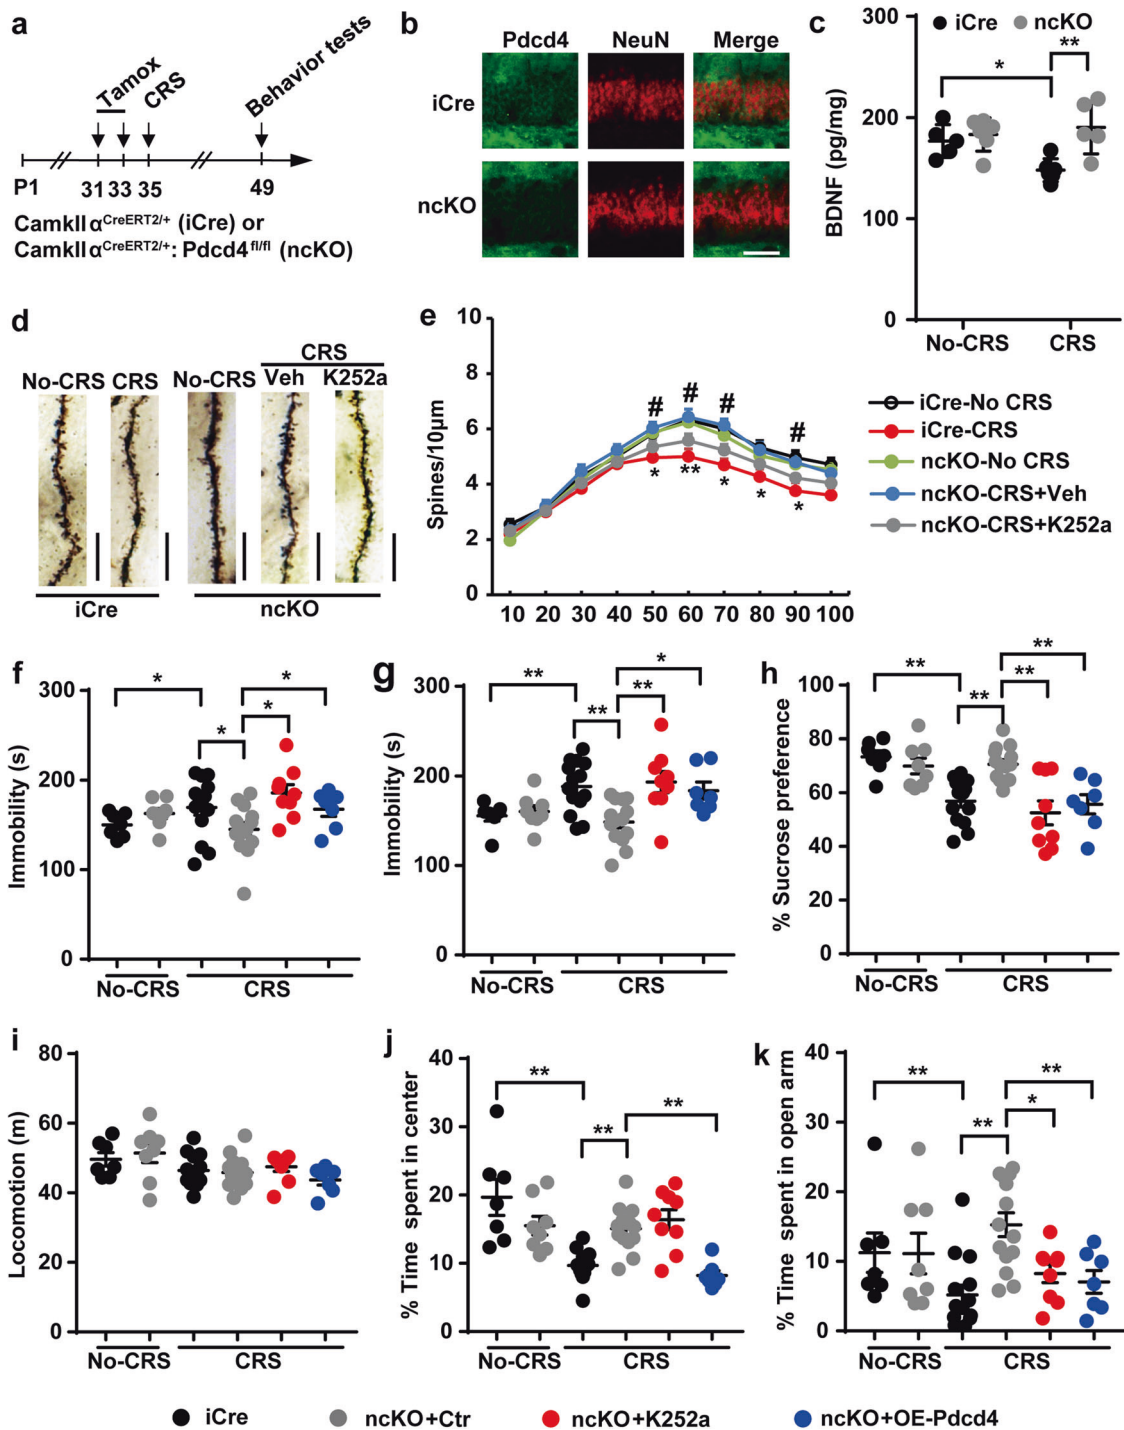 a
Tamox
CRS
Behavior tests
P1
31 33 35
49
CamkII α^CreERT2/+ (iCre) or
CamkII α^CreERT2/+: Pdcd4^fl/fl (ncKO)
b
Pdcd4 NeuN Merge
iCre
ncKO
c
300
iCre ncKO
**
*
200
100
0
BDNF (pg/mg)
No-CRS CRS
d
CRS
No-CRS CRS No-CRS Veh K252a
iCre ncKO
e
10
8
6
4
2
0
Spines/10μm
# # # #
* ** * * *
10 20 30 40 50 60 70 80 90 100
iCre-No CRS
iCre-CRS
ncKO-No CRS
ncKO-CRS+Veh
ncKO-CRS+K252a
f
Immobility (s)
300
200
100
0
* * * *
No-CRS CRS
g
Immobility (s)
300
200
100
0
** ** ** *
No-CRS CRS
h
% Sucrose preference
100
80
60
40
20
0
** ** ** **
No-CRS CRS
i
Locomotion (m)
80
60
40
20
0
No-CRS CRS
j
% Time spent in center
40
30
20
10
0
** ** **
No-CRS CRS
k
% Time spent in open arm
40
30
20
10
0
** ** * **
No-CRS CRS
iCre ncKO+Ctr ncKO+K252a ncKO+OE-Pdcd4